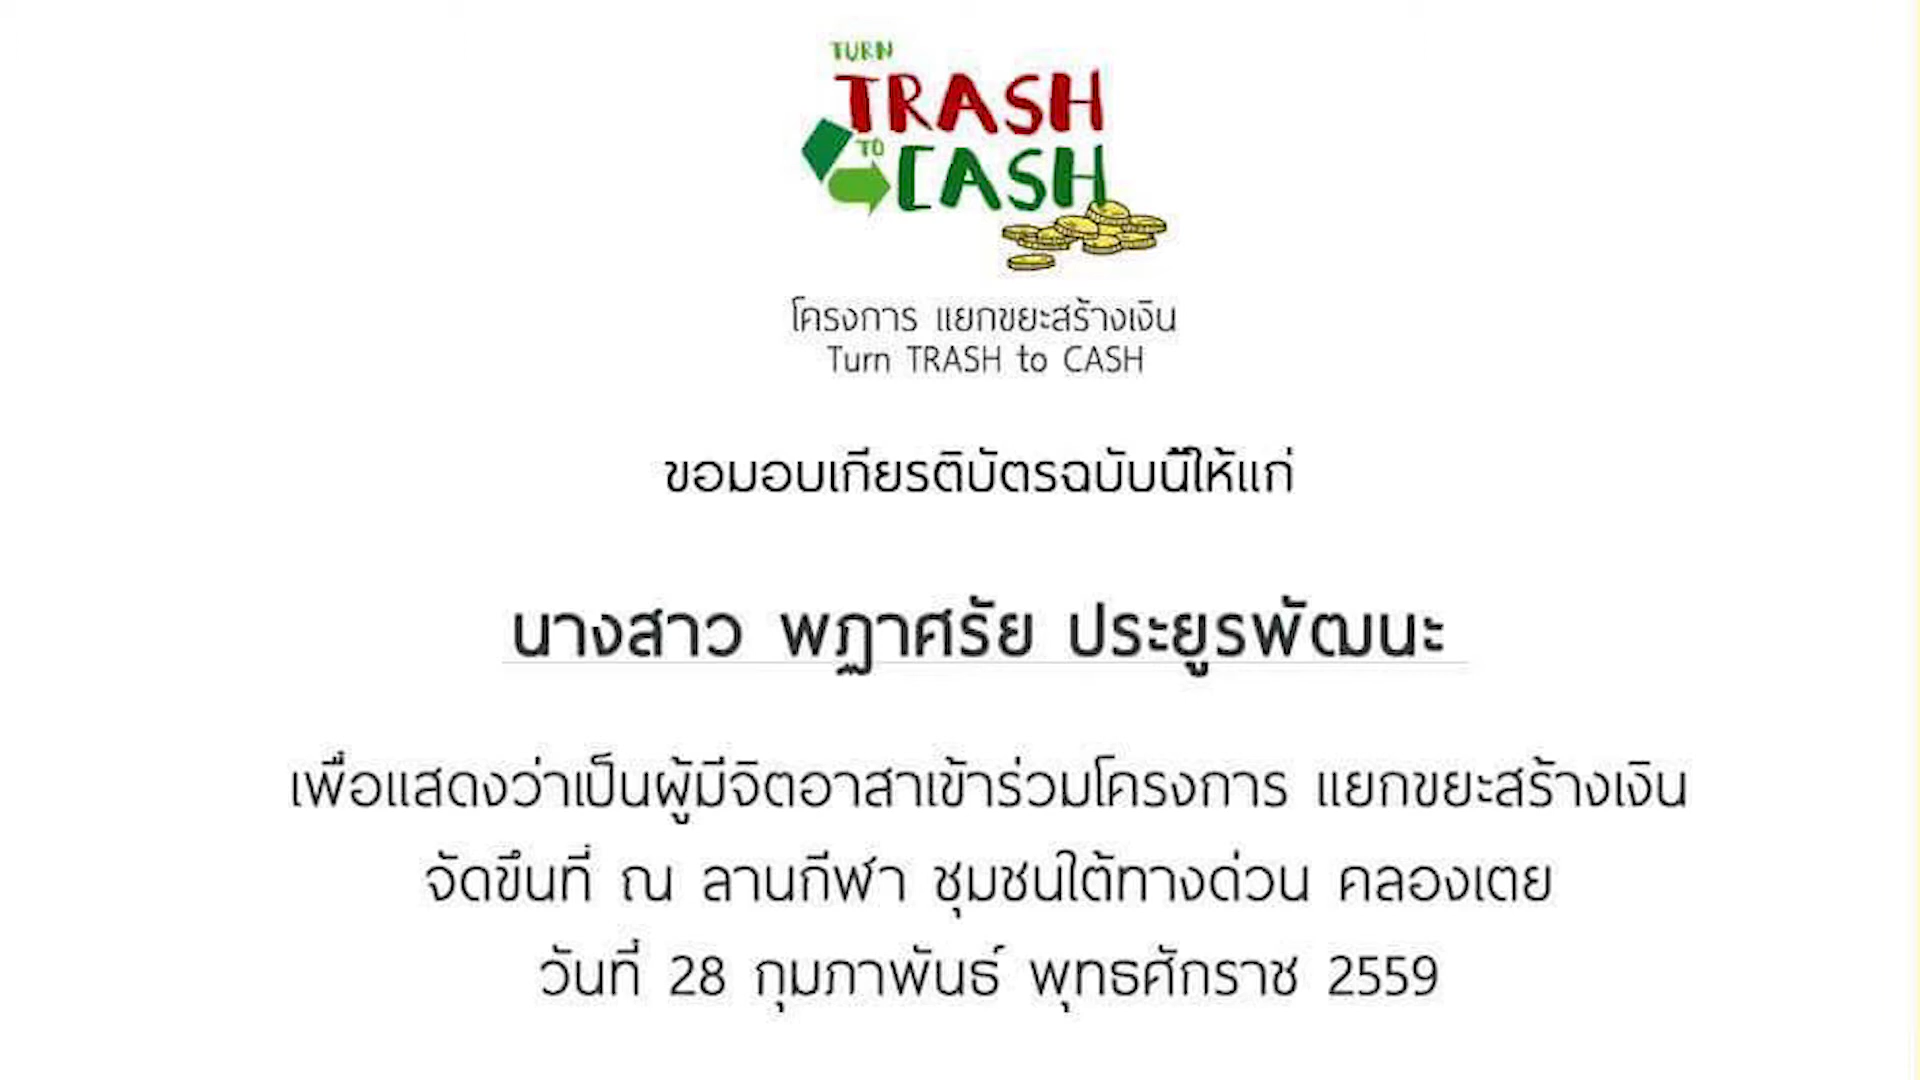 TURN
TRASH
TO
CASH
โครงการ แยกขยะสร้างเงิน
Turn TRASH to CASH
ขอมอบเกียรติบัตรฉบับนี้ให้แก่
นางสาว พฏาศรัย ประยูรพัฒนะ
เพื่อแสดงว่าเป็นผู้มีจิตอาสาเข้าร่วมโครงการ แยกขยะสร้างเงิน
จัดขึ้นที่ ณ ลานกีฬา ชุมชนใต้ทางด่วน คลองเตย
วันที่ 28 กุมภาพันธ์ พุทธศักราช 2559